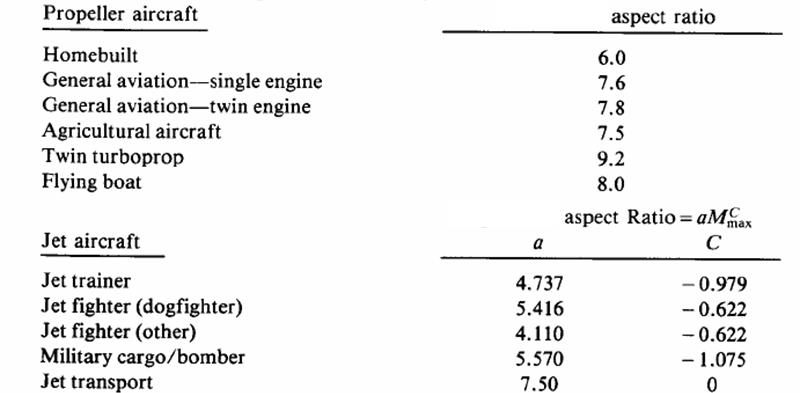 Propeller aircraft aspect ratio
Homebuilt 6.0
General aviation—single engine 7.6
General aviation—twin engine 7.8
Agricultural aircraft 7.5
Twin turboprop 9.2
Flying boat 8.0
aspect Ratio = aM_max^C
Jet aircraft a C
Jet trainer 4.737 −0.979
Jet fighter (dogfighter) 5.416 −0.622
Jet fighter (other) 4.110 −0.622
Military cargo/bomber 5.570 −1.075
Jet transport 7.50 0